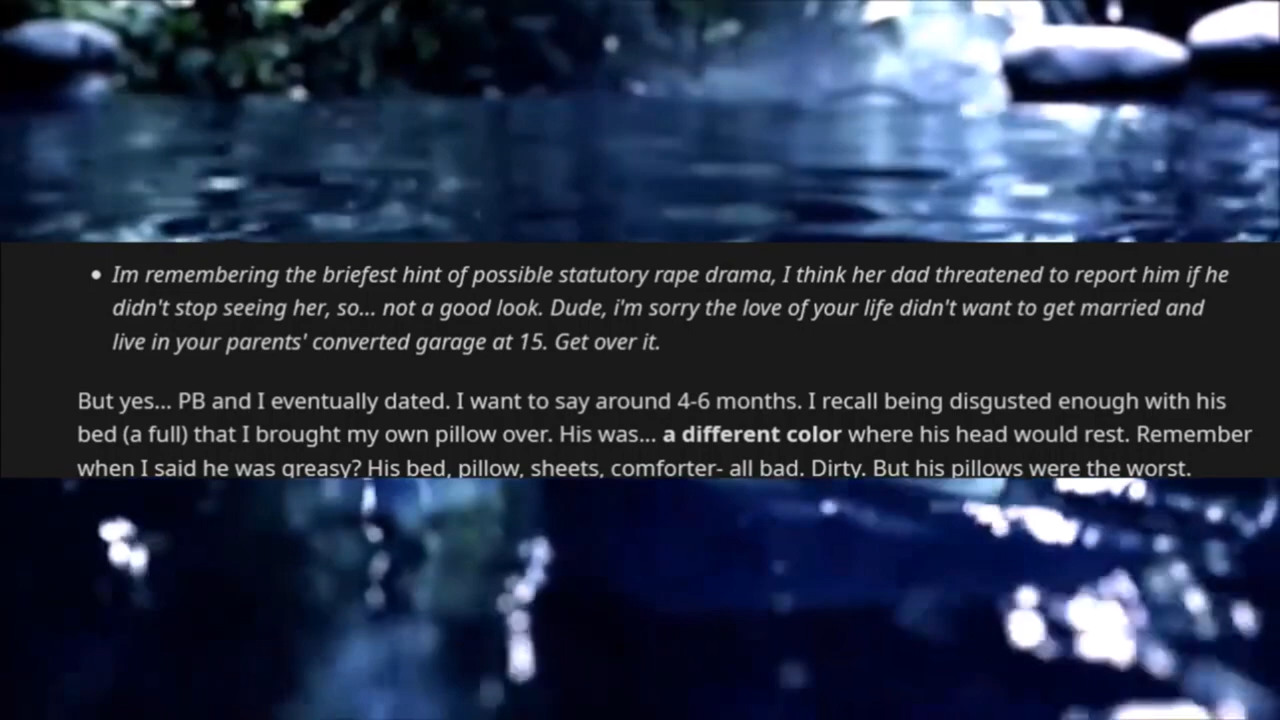 • Im remembering the briefest hint of possible statutory rape drama, I think her dad threatened to report him if he
didn't stop seeing her, so... not a good look. Dude, i'm sorry the love of your life didn't want to get married and
live in your parents' converted garage at 15. Get over it.
But yes... PB and I eventually dated. I want to say around 4-6 months. I recall being disgusted enough with his
bed (a full) that I brought my own pillow over. His was... a different color where his head would rest. Remember
when I said he was greasy? His bed, pillow, sheets, comforter- all bad. Dirty. But his pillows were the worst.